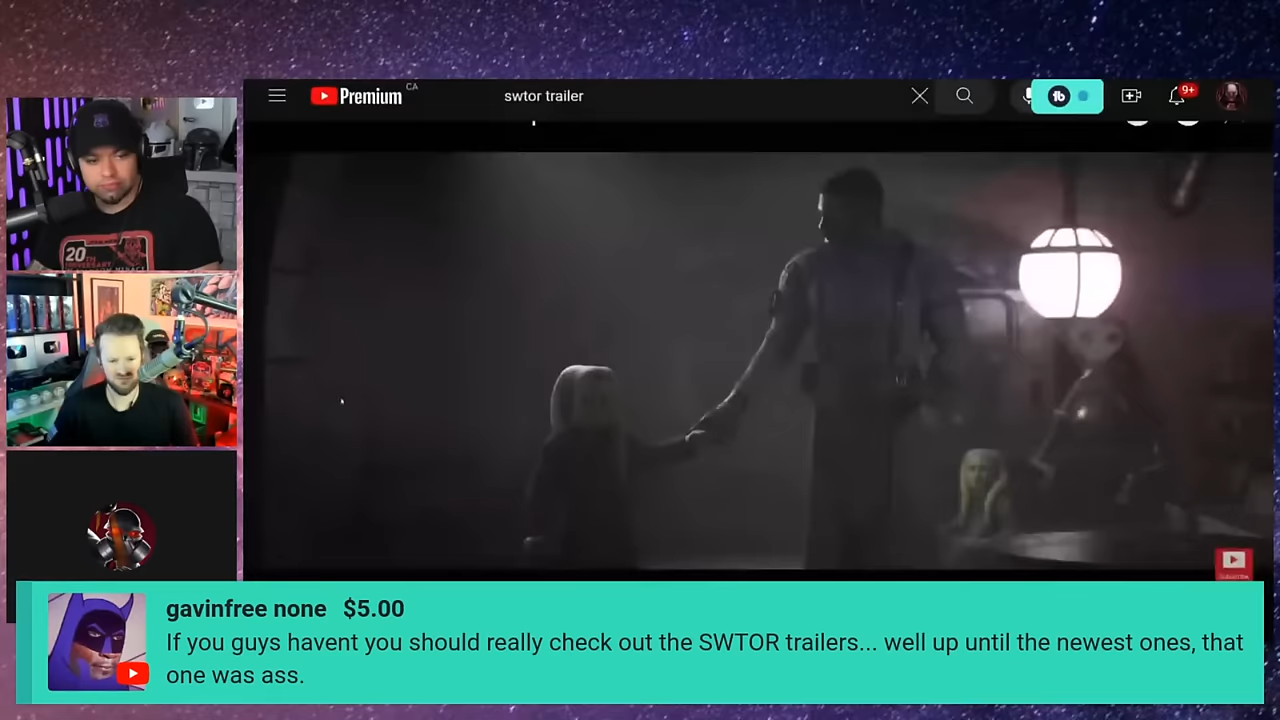 Premium CA
swtor trailer
9+
20TH
gavinfree none $5.00
If you guys havent you should really check out the SWTOR trailers... well up until the newest ones, that
one was ass.